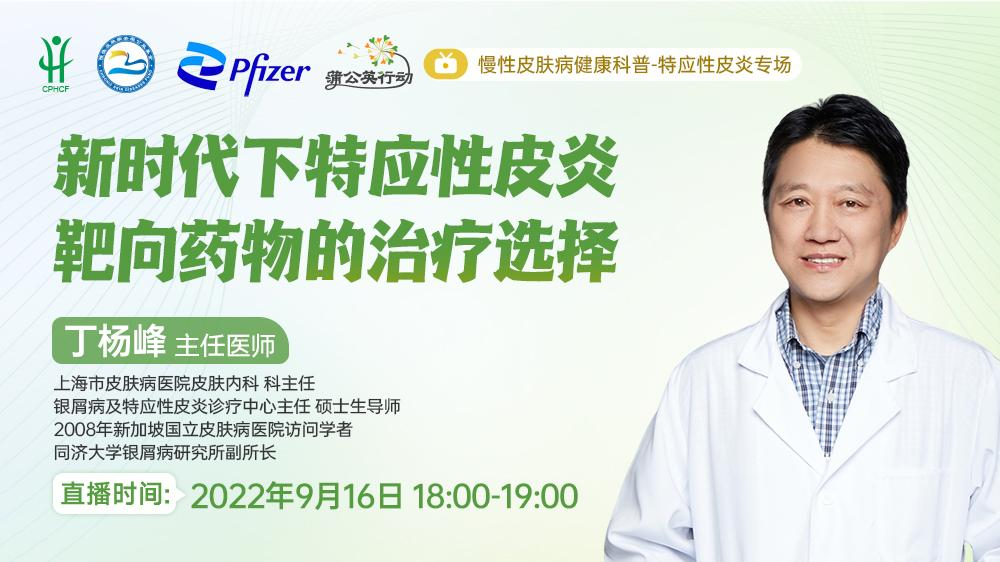 CPHCF
Pfizer
蒲公英行动
慢性皮肤病健康科普-特应性皮炎专场
新时代下特应性皮炎
靶向药物的治疗选择
丁杨峰 主任医师
上海市皮肤病医院皮肤内科 科主任
银屑病及特应性皮炎诊疗中心主任 硕士生导师
2008年新加坡国立皮肤病医院访问学者
同济大学银屑病研究所副所长
直播时间:
2022年9月16日 18:00-19:00